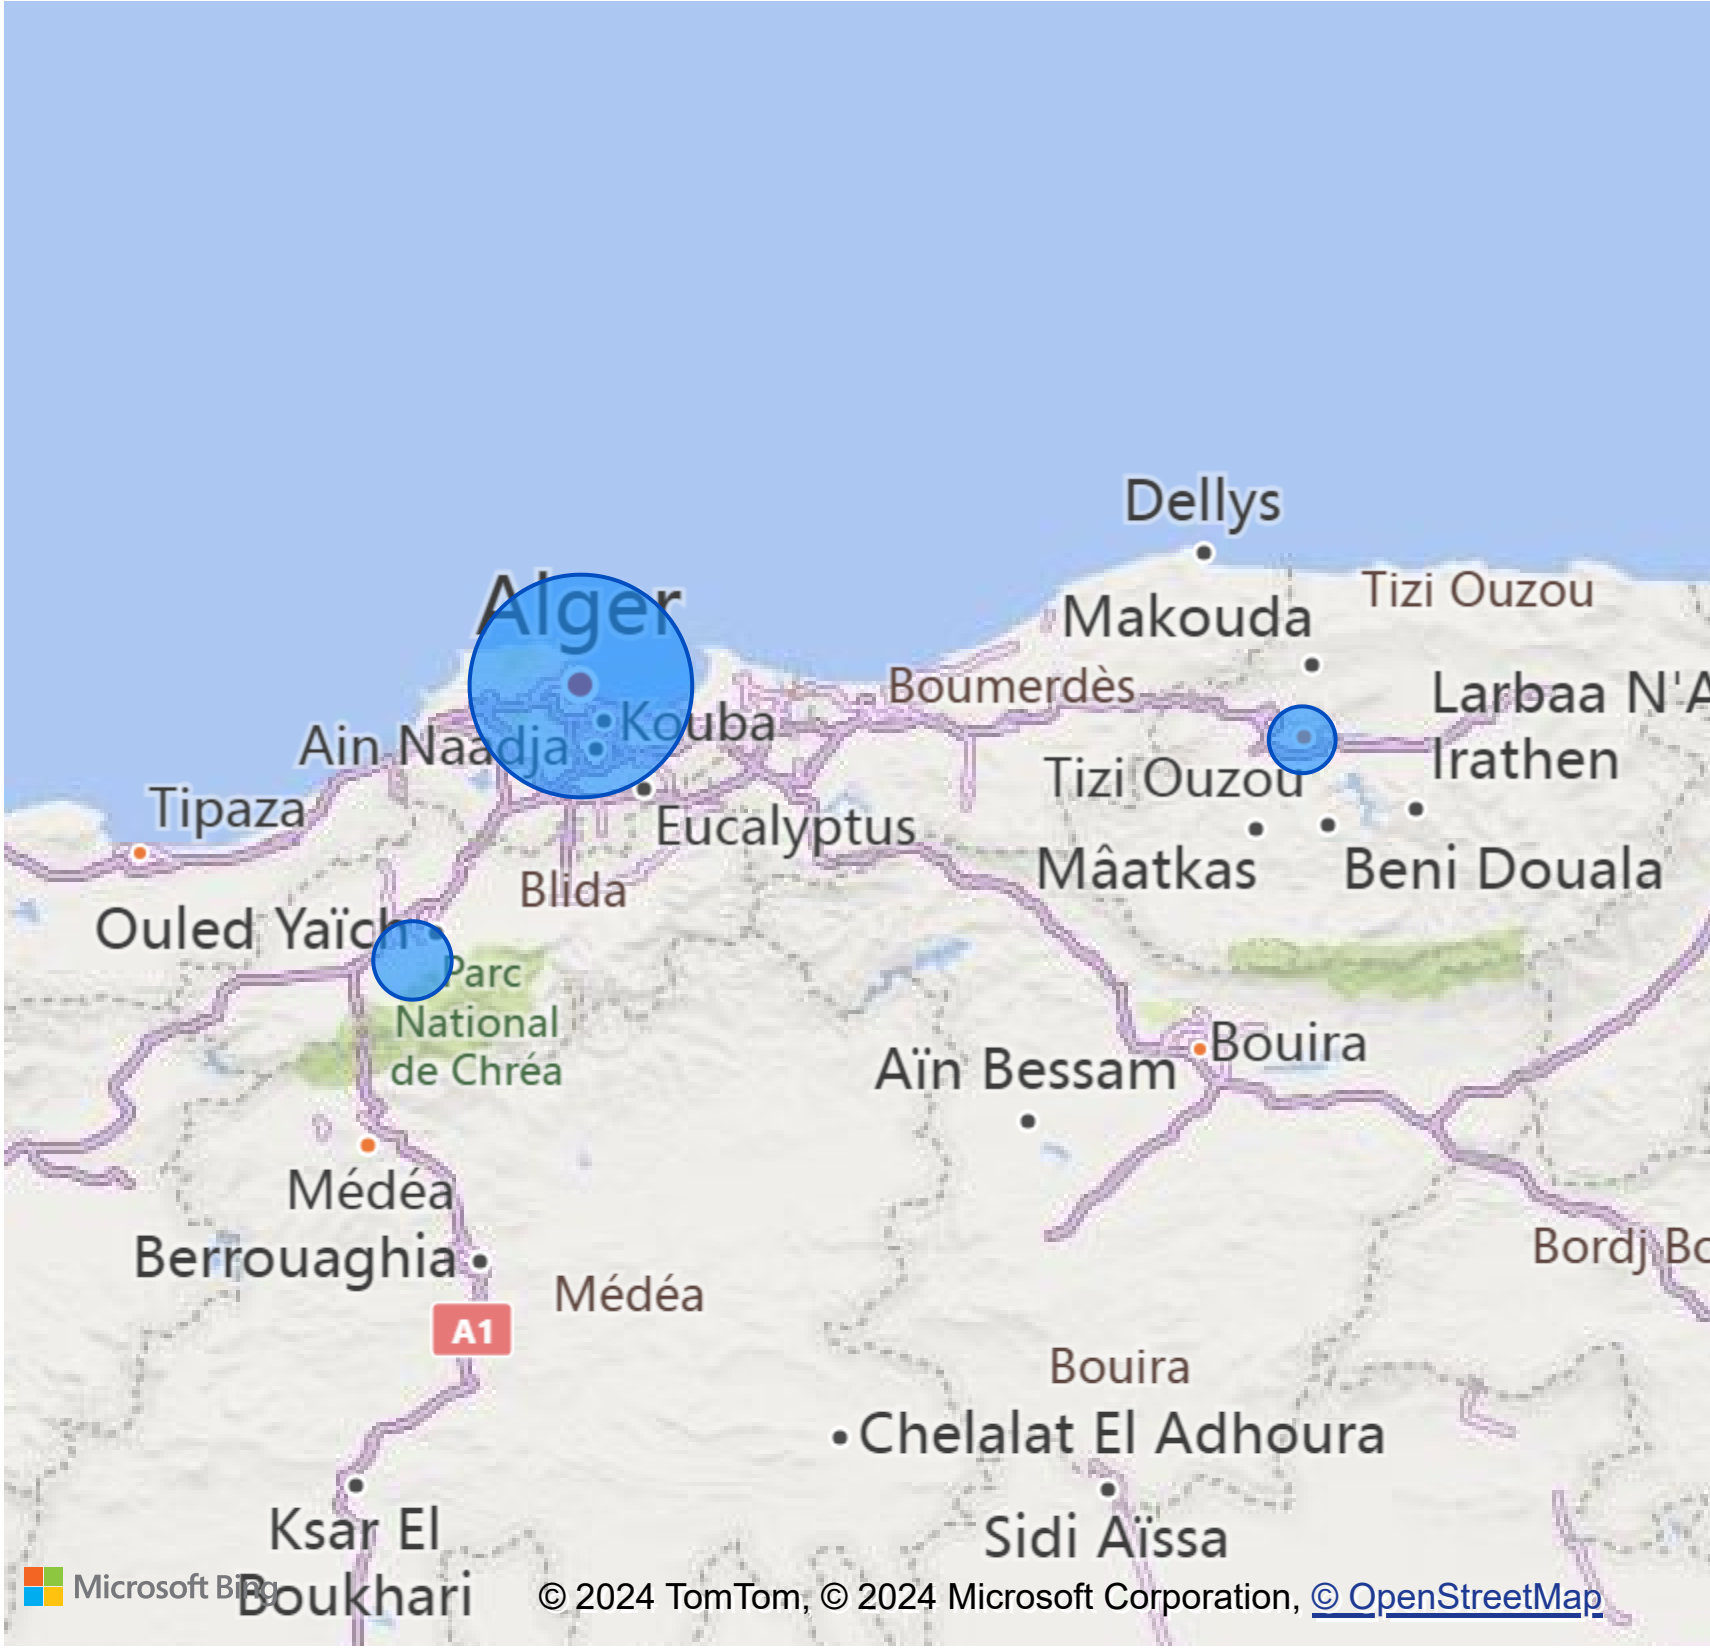 Dellys
Alger
Tizi Ouzou
Makouda
Boumerdès
Larbaa N'A
Irathen
Kouba
Ain Naadja
Tizi Ouzou
Tipaza
Eucalyptus
Mâatkas
Beni Douala
Blida
Ouled Yaïch
Parc
National
de Chréa
Bouira
Aïn Bessam
Médéa
Berrouaghia
Bordj Bo
Médéa
A1
Bouira
Chelalat El Adhoura
Ksar El
Boukhari
Sidi Aïssa
Microsoft Bing
© 2024 TomTom, © 2024 Microsoft Corporation, © OpenStreetMap